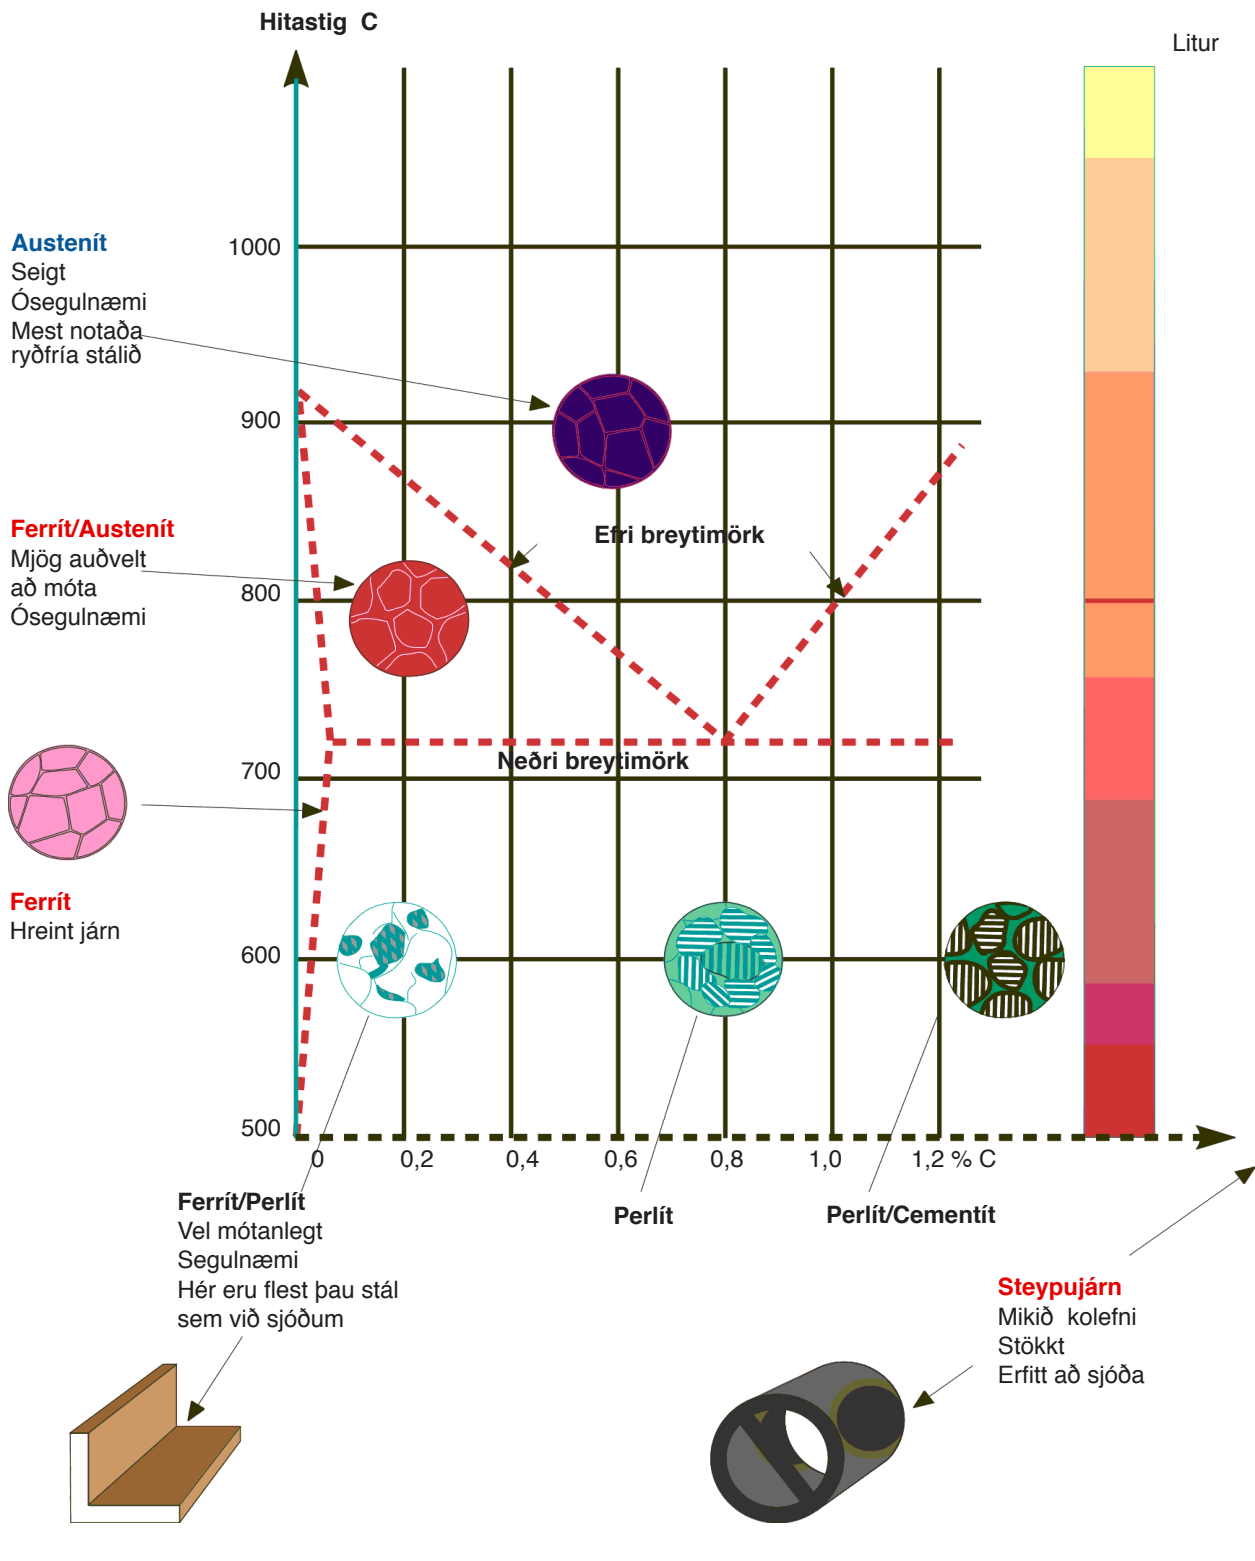 Hitastig  C
Litur
Austenít
Seigt
Ósegulnæmi
Mest notaða
ryðfría stálið
1000
900
Efri breytimörk
Ferrít/Austenít
Mjög auðvelt
að móta
Ósegulnæmi
800
Neðri breytimörk
700
Ferrít
Hreint járn
600
500
0 0,2 0,4 0,6 0,8 1,0 1,2 % C
Ferrít/Perlít
Vel mótanlegt
Segulnæmi
Hér eru flest þau stál
sem við sjóðum
Perlít
Perlít/Cementít
Steypujárn
Mikið  kolefni
Stökkt
Erfitt að sjóða